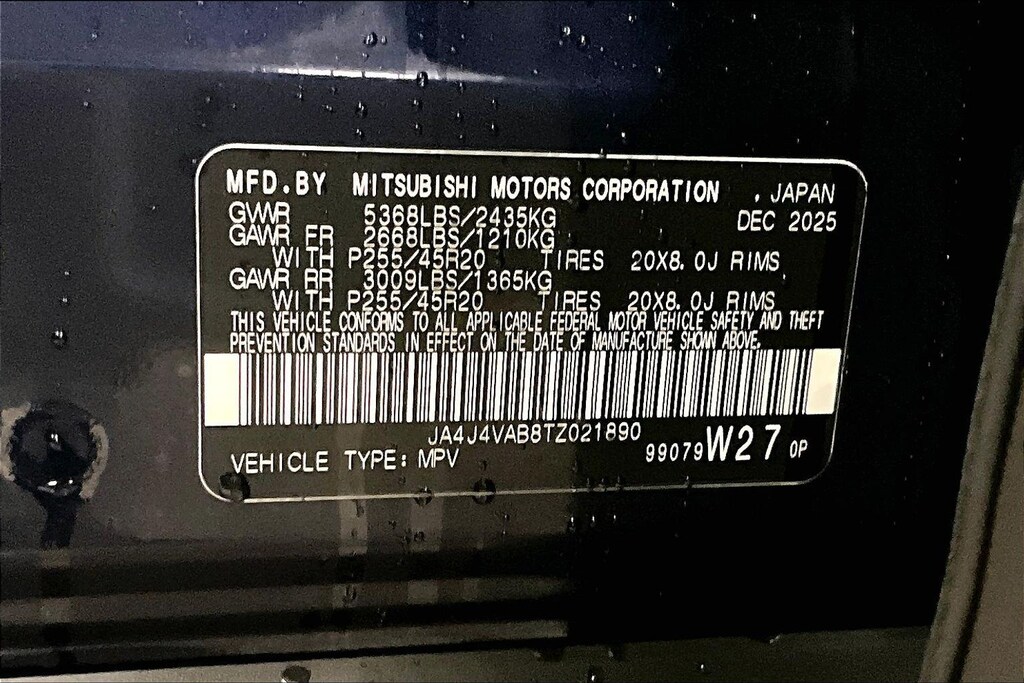 MFD.BY MITSUBISHI MOTORS CORPORATION . JAPAN
GVWR 5368LBS/2435KG DEC 2025
GAWR FR 2668LBS/1210KG
WITH P255/45R20 TIRES 20X8.0J RIMS,
GAWR RR 3009LBS/1365KG
WITH P255/45R20 TIRES 20X8.0J RIMS
THIS VEHICLE CONFORMS TO ALL APPLICABLE FEDERAL MOTOR VEHICLE SAFETY AND THEFT
PREVENTION STANDARDS IN EFFECT ON THE DATE OF MANUFACTURE SHOWN ABOVE.
JA4J4VAB8TZ021890
VEHICLE TYPE: MPV 99079 W27 0P